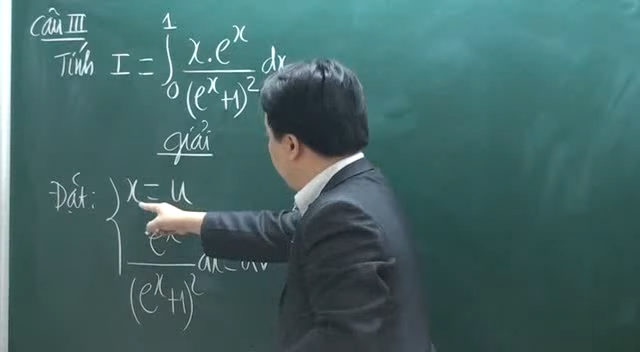 Câu III
Tính I = ∫₀¹ x.eˣ/(eˣ+1)² dx
giải
Đặt: { x = u
eˣ/(eˣ+1)² dx = dv